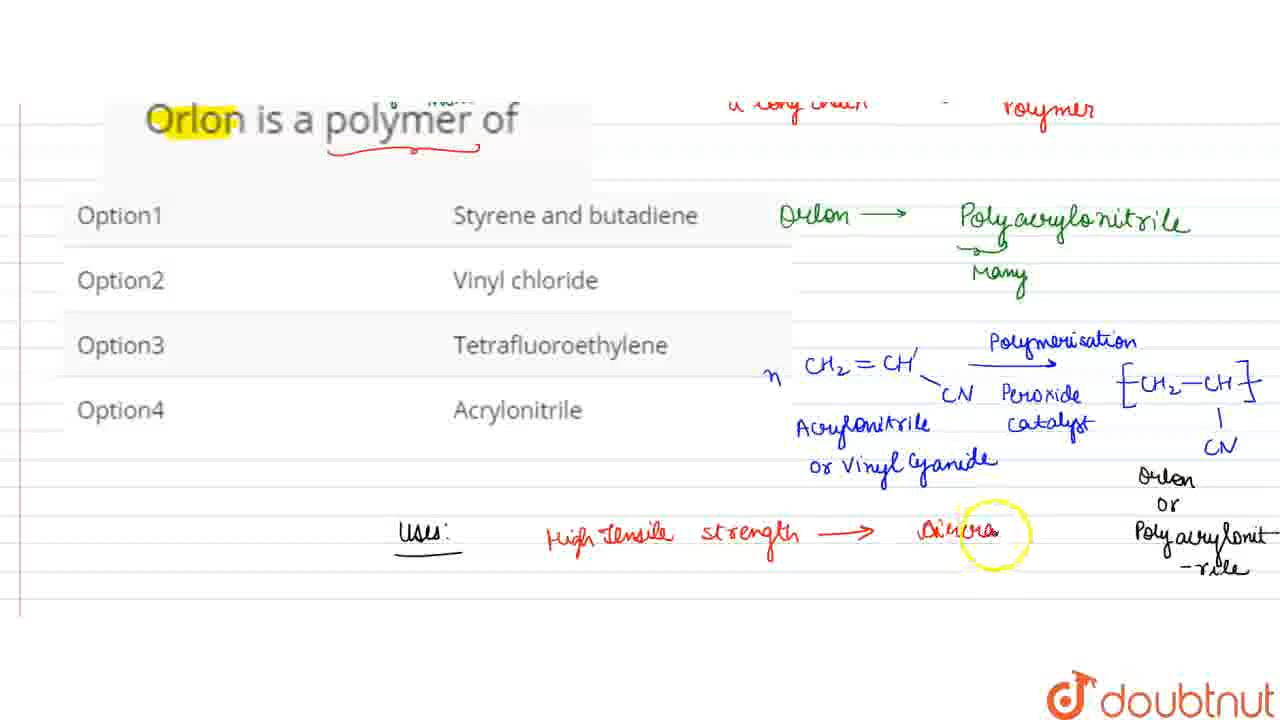 Polymer
Orlon is a polymer of
Option1 Styrene and butadiene
Orlon → Polyacrylonitrile
Many
Option2 Vinyl chloride
Option3 Tetrafluoroethylene
Polymerisation
n CH₂=CH [CH₂—CH]
CN Peroxide
Option4 Acrylonitrile
Acrylonitrile catalyst
CN
or Vinyl Cyanide
Orlon
or
Uses: High Tensile strength →
Polyacrylonit
-rile
doubtnut